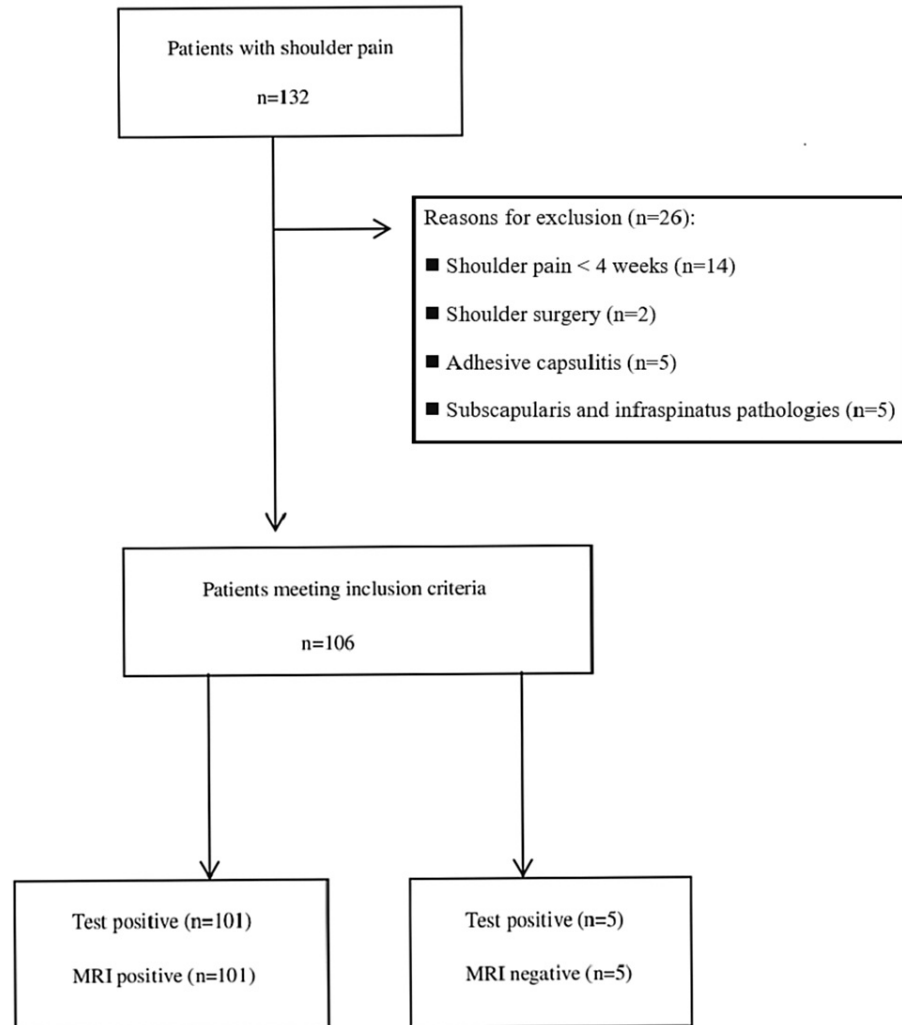 Patients with shoulder pain
n=132
Reasons for exclusion (n=26):
■ Shoulder pain < 4 weeks (n=14)
■ Shoulder surgery (n=2)
■ Adhesive capsulitis (n=5)
■ Subscapularis and infraspinatus pathologies (n=5)
Patients meeting inclusion criteria
n=106
Test positive (n=101)
MRI positive (n=101)
Test positive (n=5)
MRI negative (n=5)